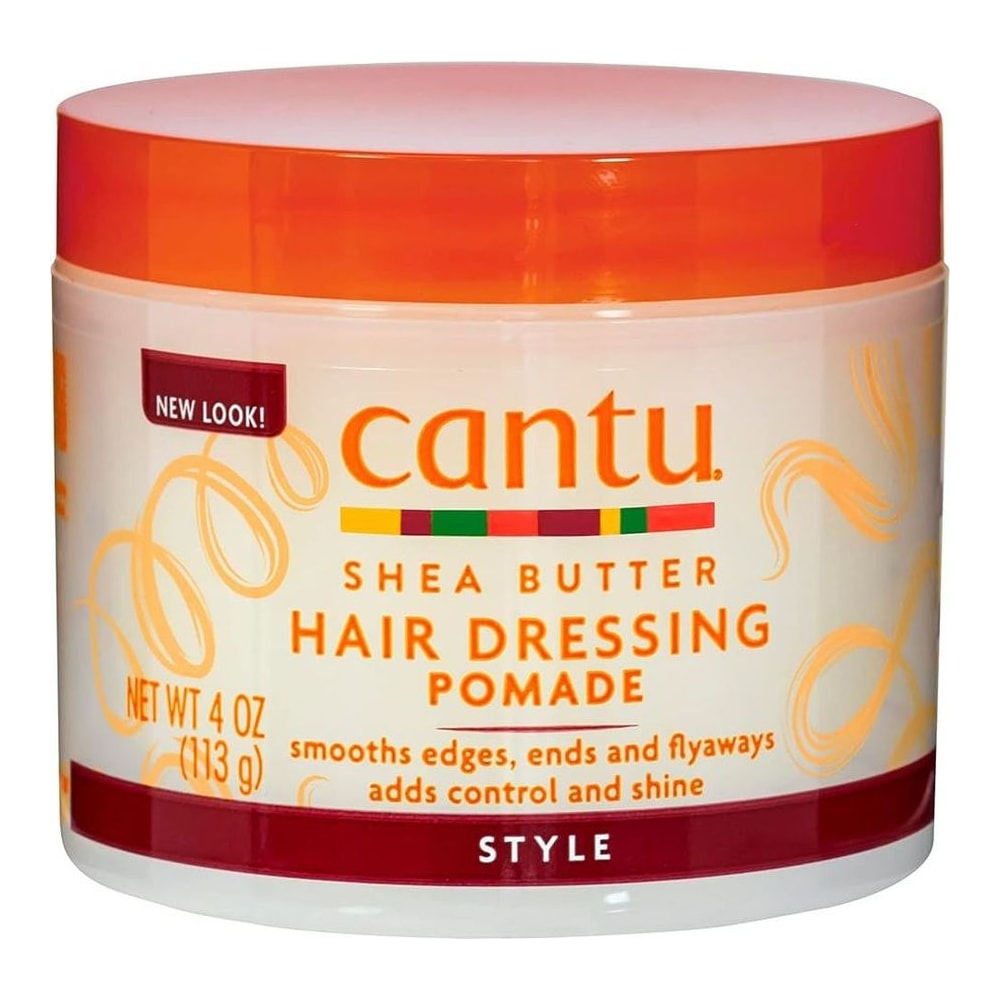 NEW LOOK!
cantu
SHEA BUTTER
HAIR DRESSING
POMADE
NET WT 4 OZ
(113 g)
smooths edges, ends and flyaways
adds control and shine
STYLE